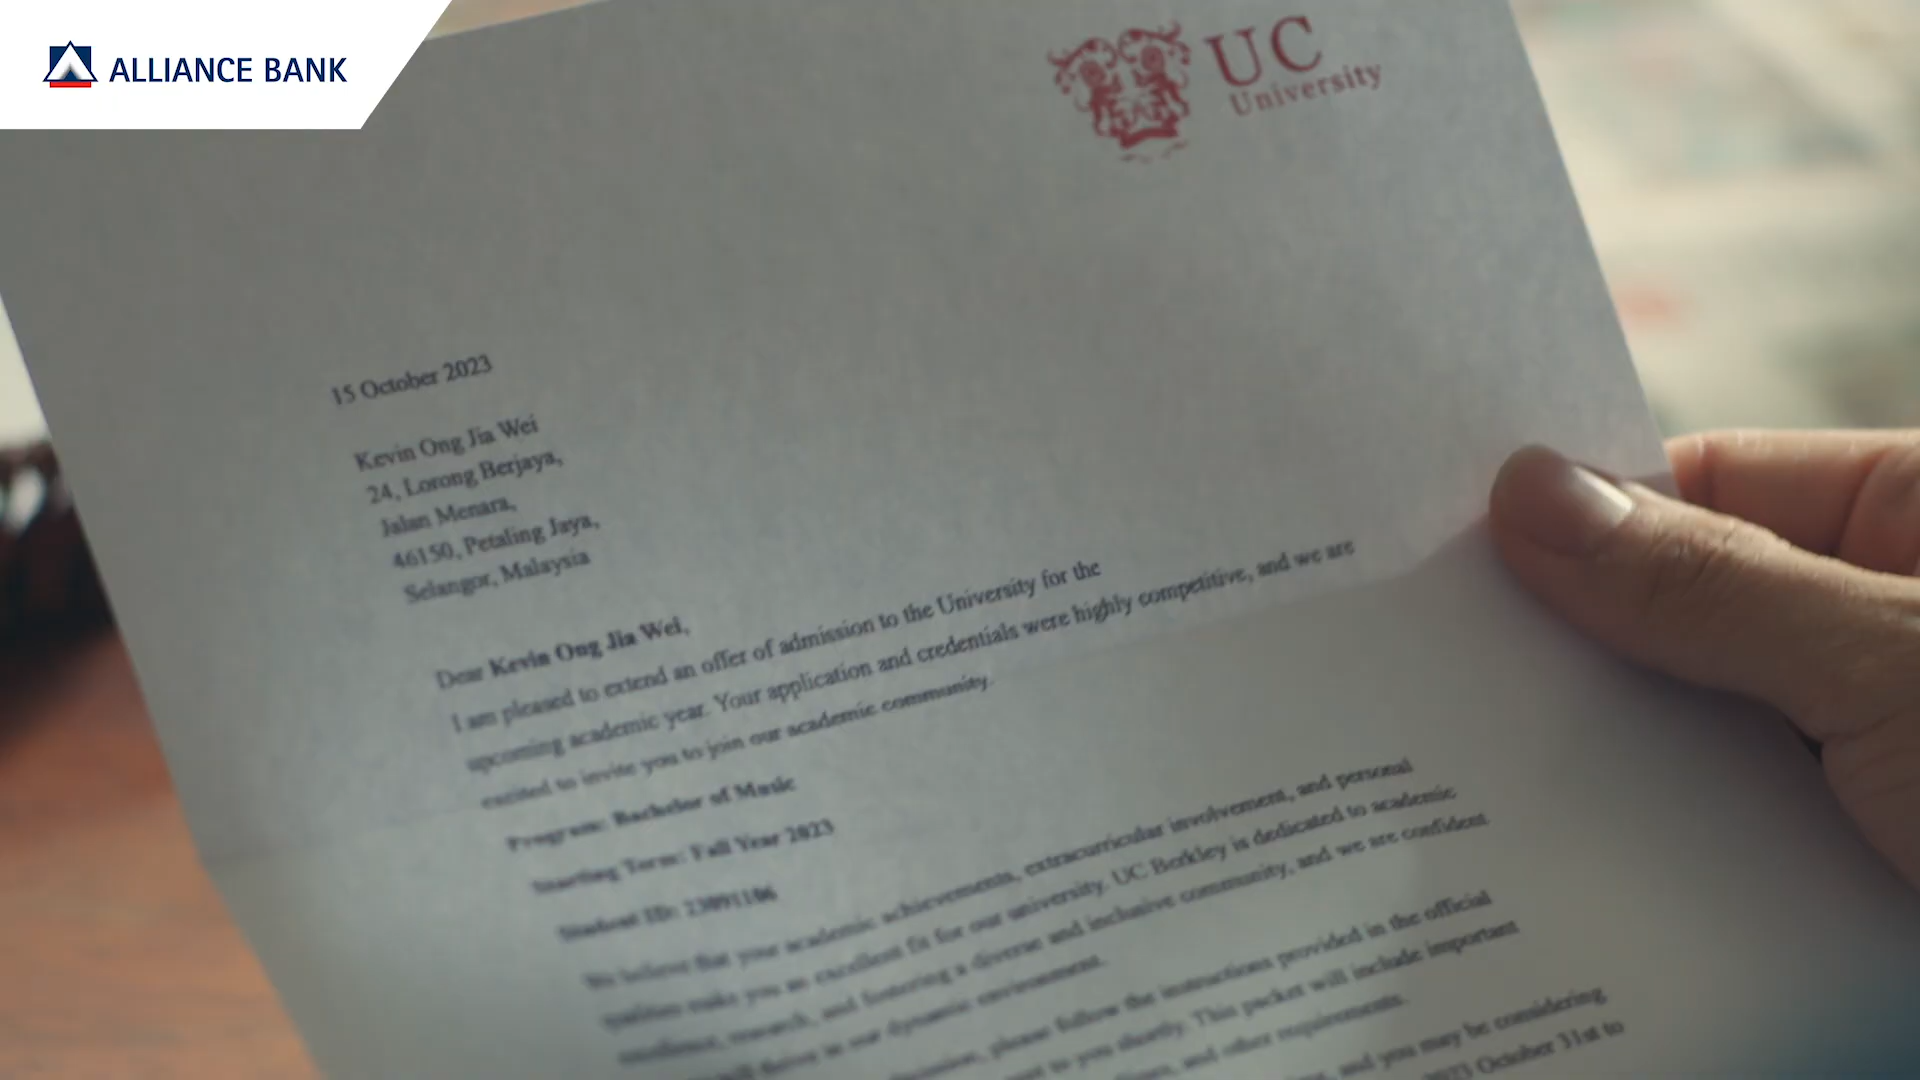 ALLIANCE BANK
UC
University
15 October 2023
Kevin Ong Jia Wei
24, Lorong Berjaya,
Jalan Menara,
46150, Petaling Jaya,
Selangor, Malaysia
Dear Kevin Ong Jia Wei,
I am pleased to extend an offer of admission to the University for the
upcoming academic year. Your application and credentials were highly competitive, and we are
excited to invite you to join our academic community.
Program: Bachelor of Music
Starting Term: Fall Year 2023
Student ID: 23091106
We believe that your academic achievements, extracurricular involvement, and personal
qualities make you an excellent fit for our university. UC Berkley is dedicated to academic
excellence, research, and fostering a diverse and inclusive community, and we are confident
will thrive in our dynamic environment.
please follow the instructions provided in the official
to you shortly. This packet will include important
and other requirements.
and you may be considering
2023 October 31st to